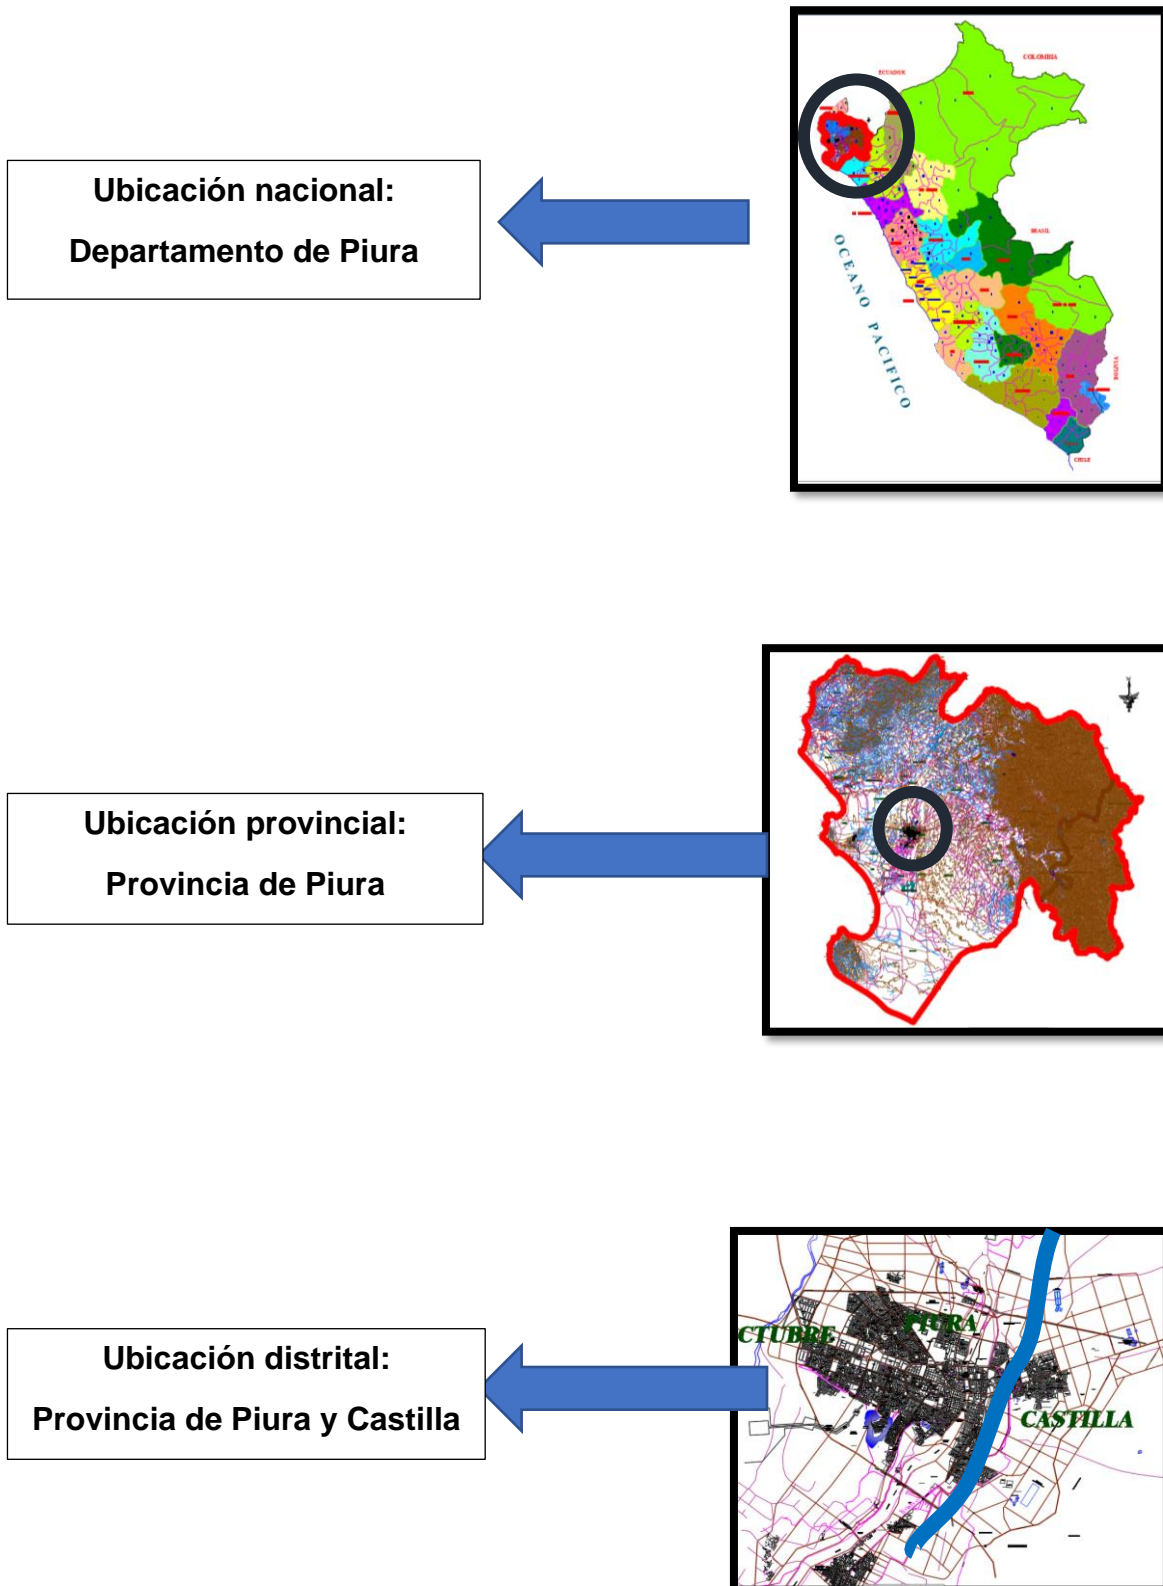 COLOMBIA
ECUADOR
Ubicación nacional:
Departamento de Piura
BRASIL
OCEANO PACIFICO
BOLIVIA
CHILE
Ubicación provincial:
Provincia de Piura
Ubicación distrital:
Provincia de Piura y Castilla
PIURA
CTUBRE
CASTILLA